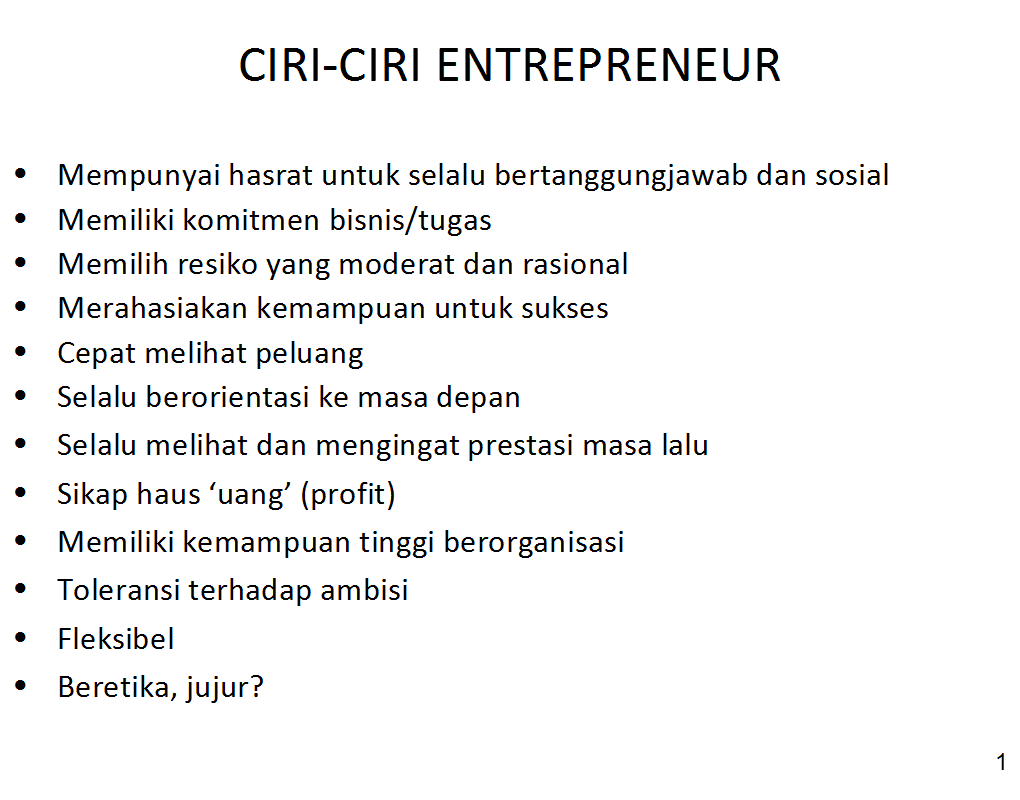 CIRI-CIRI ENTREPRENEUR
• Mempunyai hasrat untuk selalu bertanggungjawab dan sosial
• Memiliki komitmen bisnis/tugas
• Memilih resiko yang moderat dan rasional
• Merahasiakan kemampuan untuk sukses
• Cepat melihat peluang
• Selalu berorientasi ke masa depan
• Selalu melihat dan mengingat prestasi masa lalu
• Sikap haus ‘uang’ (profit)
• Memiliki kemampuan tinggi berorganisasi
• Toleransi terhadap ambisi
• Fleksibel
• Beretika, jujur?
1